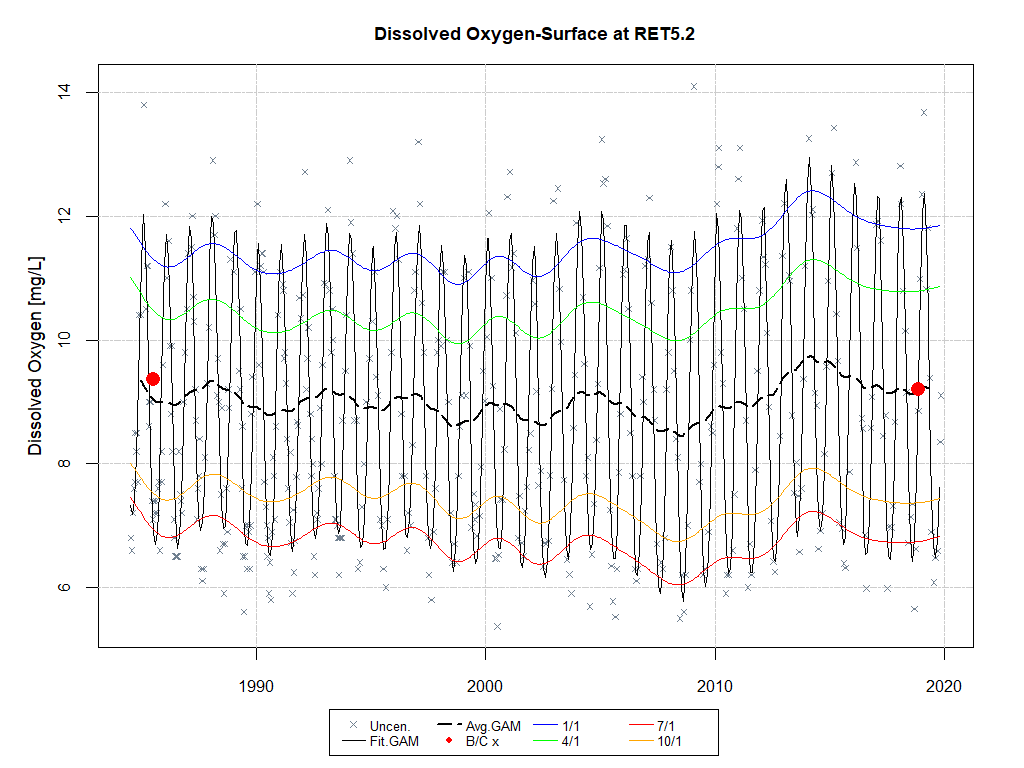 Dissolved Oxygen-Surface at RET5.2
Dissolved Oxygen [mg/L]
14
12
10
8
6
1990
2000
2010
2020
Uncen. Avg.GAM 1/1 7/1
Fit.GAM B/C x 4/1 10/1